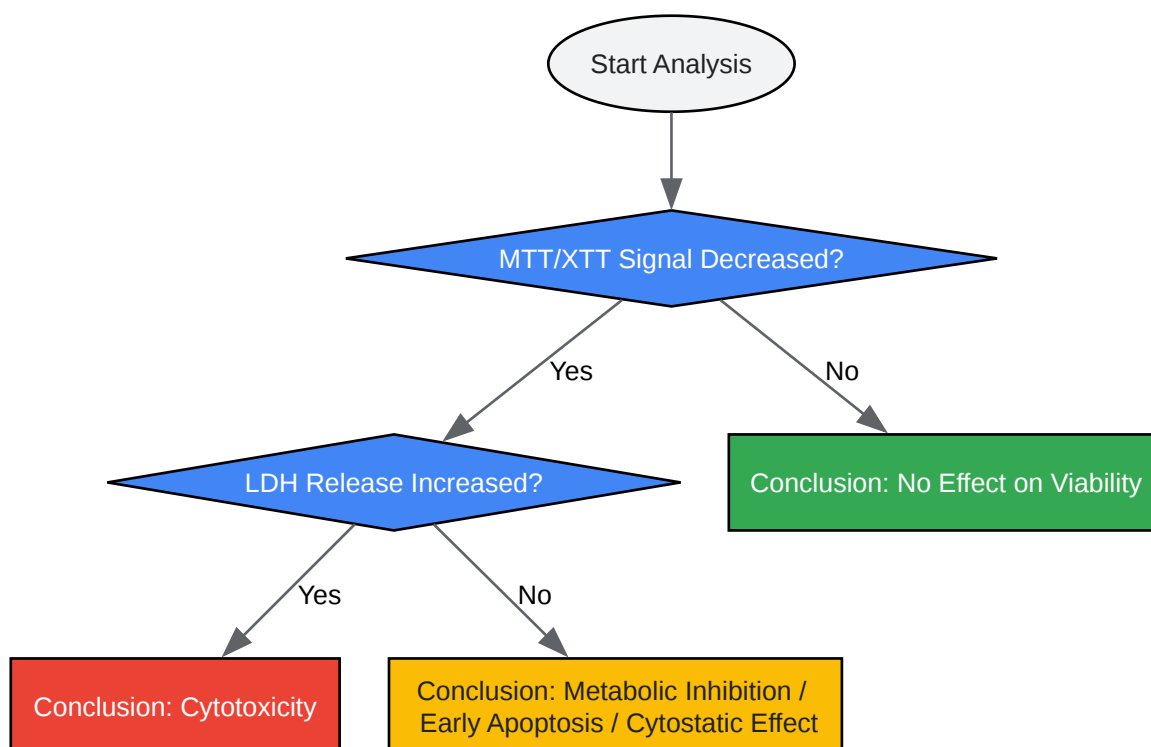 Start Analysis
MTT/XTT Signal Decreased?
Yes
No
LDH Release Increased?
Conclusion: No Effect on Viability
Yes
No
Conclusion: Cytotoxicity
Conclusion: Metabolic Inhibition /
Early Apoptosis / Cytostatic Effect